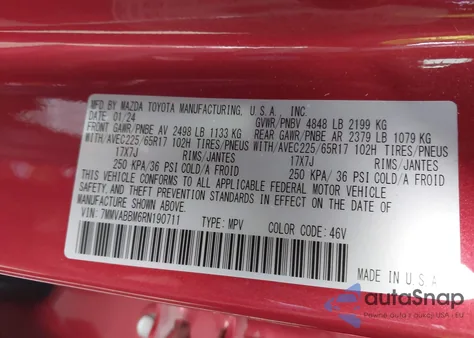 MFD BY MAZDA TOYOTA MANUFACTURING, U.S.A., INC.
DATE: 01/24 GVWR/PNBV 4848 LB 2199 KG
FRONT GAWR/PNBE AV 2498 LB 1133 KG REAR GAWR/PNBE AR 2379 LB 1079 KG
WITH/AVEC225/65R17 102H TIRES/PNEUS WITH/AVEC225/65R17 102H TIRES/PNEUS
17X7J RIMS/JANTES 17X7J RIMS/JANTES
250 KPA/36 PSI COLD/A FROID 250 KPA/36 PSI COLD/A FROID
THIS VEHICLE CONFORMS TO ALL APPLICABLE FEDERAL MOTOR VEHICLE
SAFETY AND THEFT PREVENTION STANDARDS IN EFFECT ON THE DATE OF
MANUFACTURE SHOWN ABOVE.
VIN: 7MMVABBM6RN190711 TYPE: MPV COLOR CODE: 46V
MADE IN U.S.A.
autoSnap